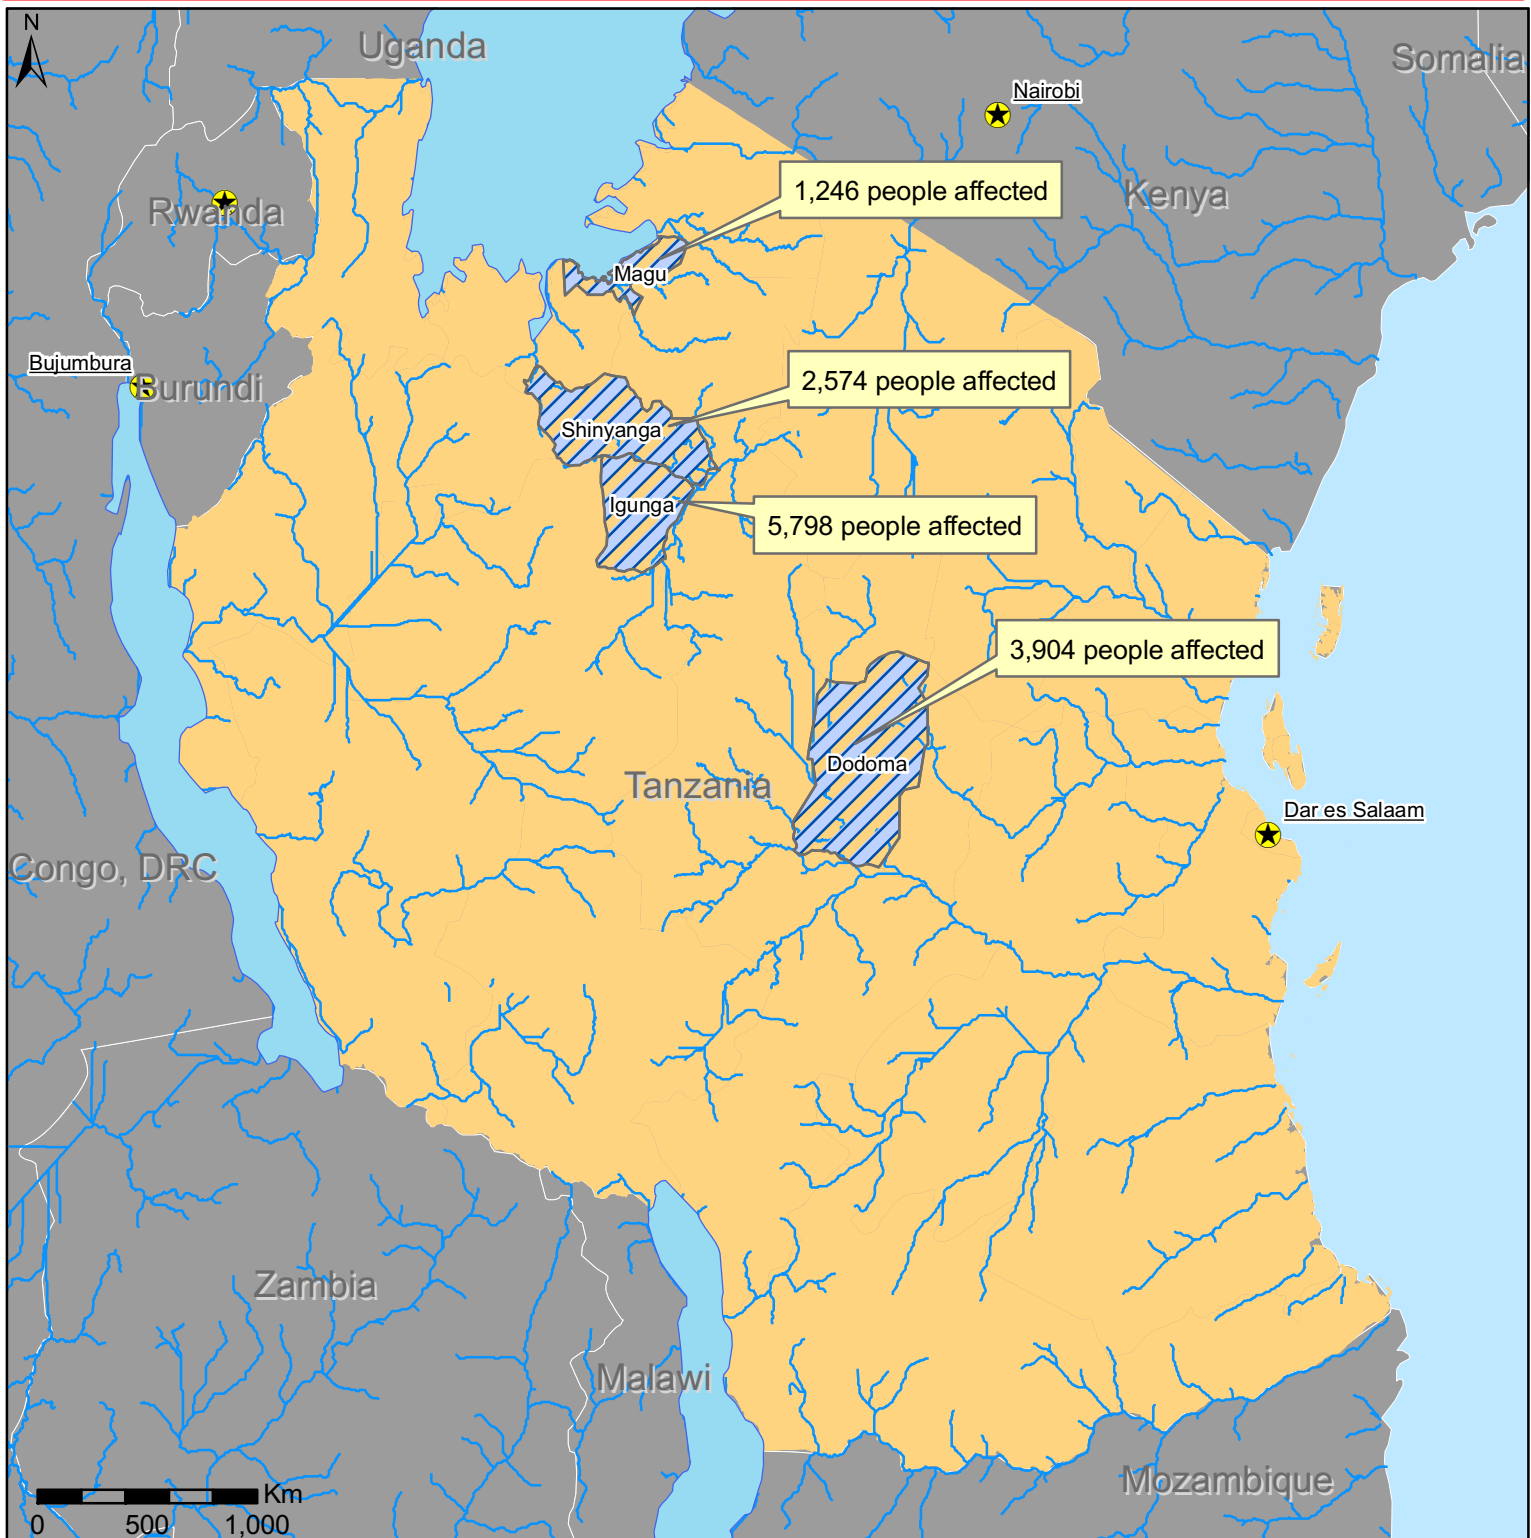 N
Uganda
Somalia
Nairobi
1,246 people affected
Kenya
Rwanda
Magu
Bujumbura
Burundi
2,574 people affected
Shinyanga
Igunga
5,798 people affected
3,904 people affected
Dodoma
Tanzania
Dar es Salaam
Congo, DRC
Zambia
Malawi
Mozambique
Km
0 500 1,000